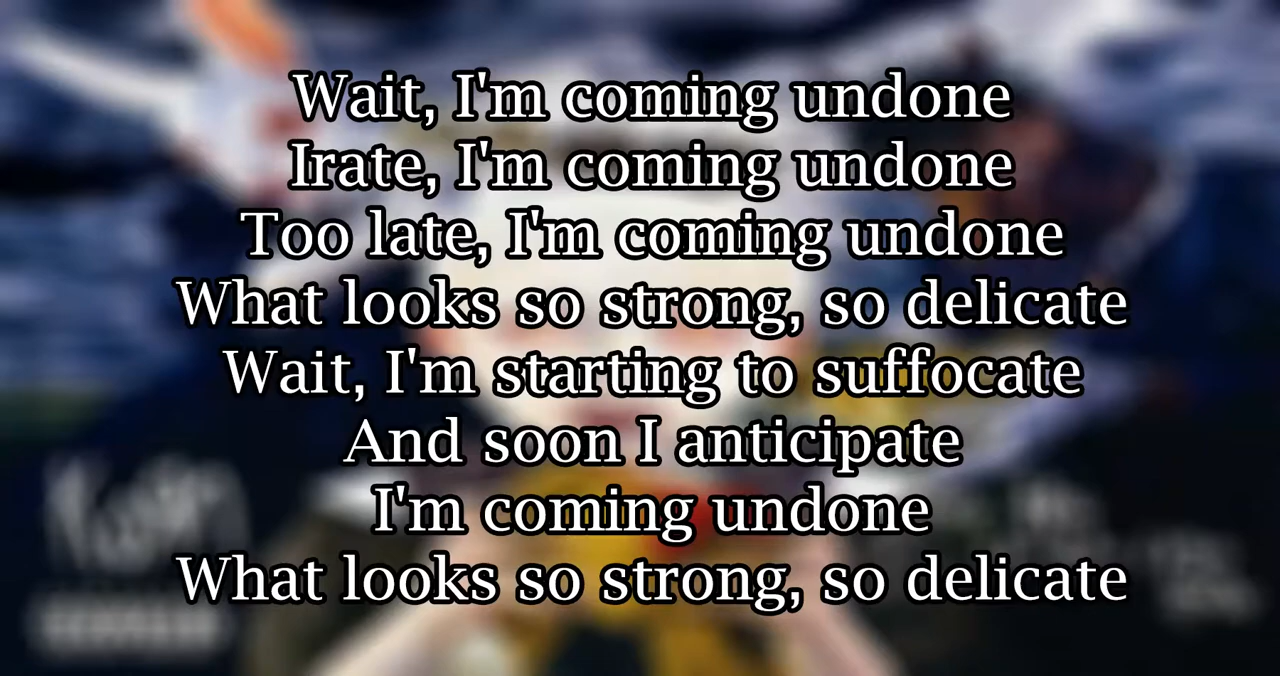 Wait, I'm coming undone
Irate, I'm coming undone
Too late, I'm coming undone
What looks so strong, so delicate
Wait, I'm starting to suffocate
And soon I anticipate
I'm coming undone
What looks so strong, so delicate